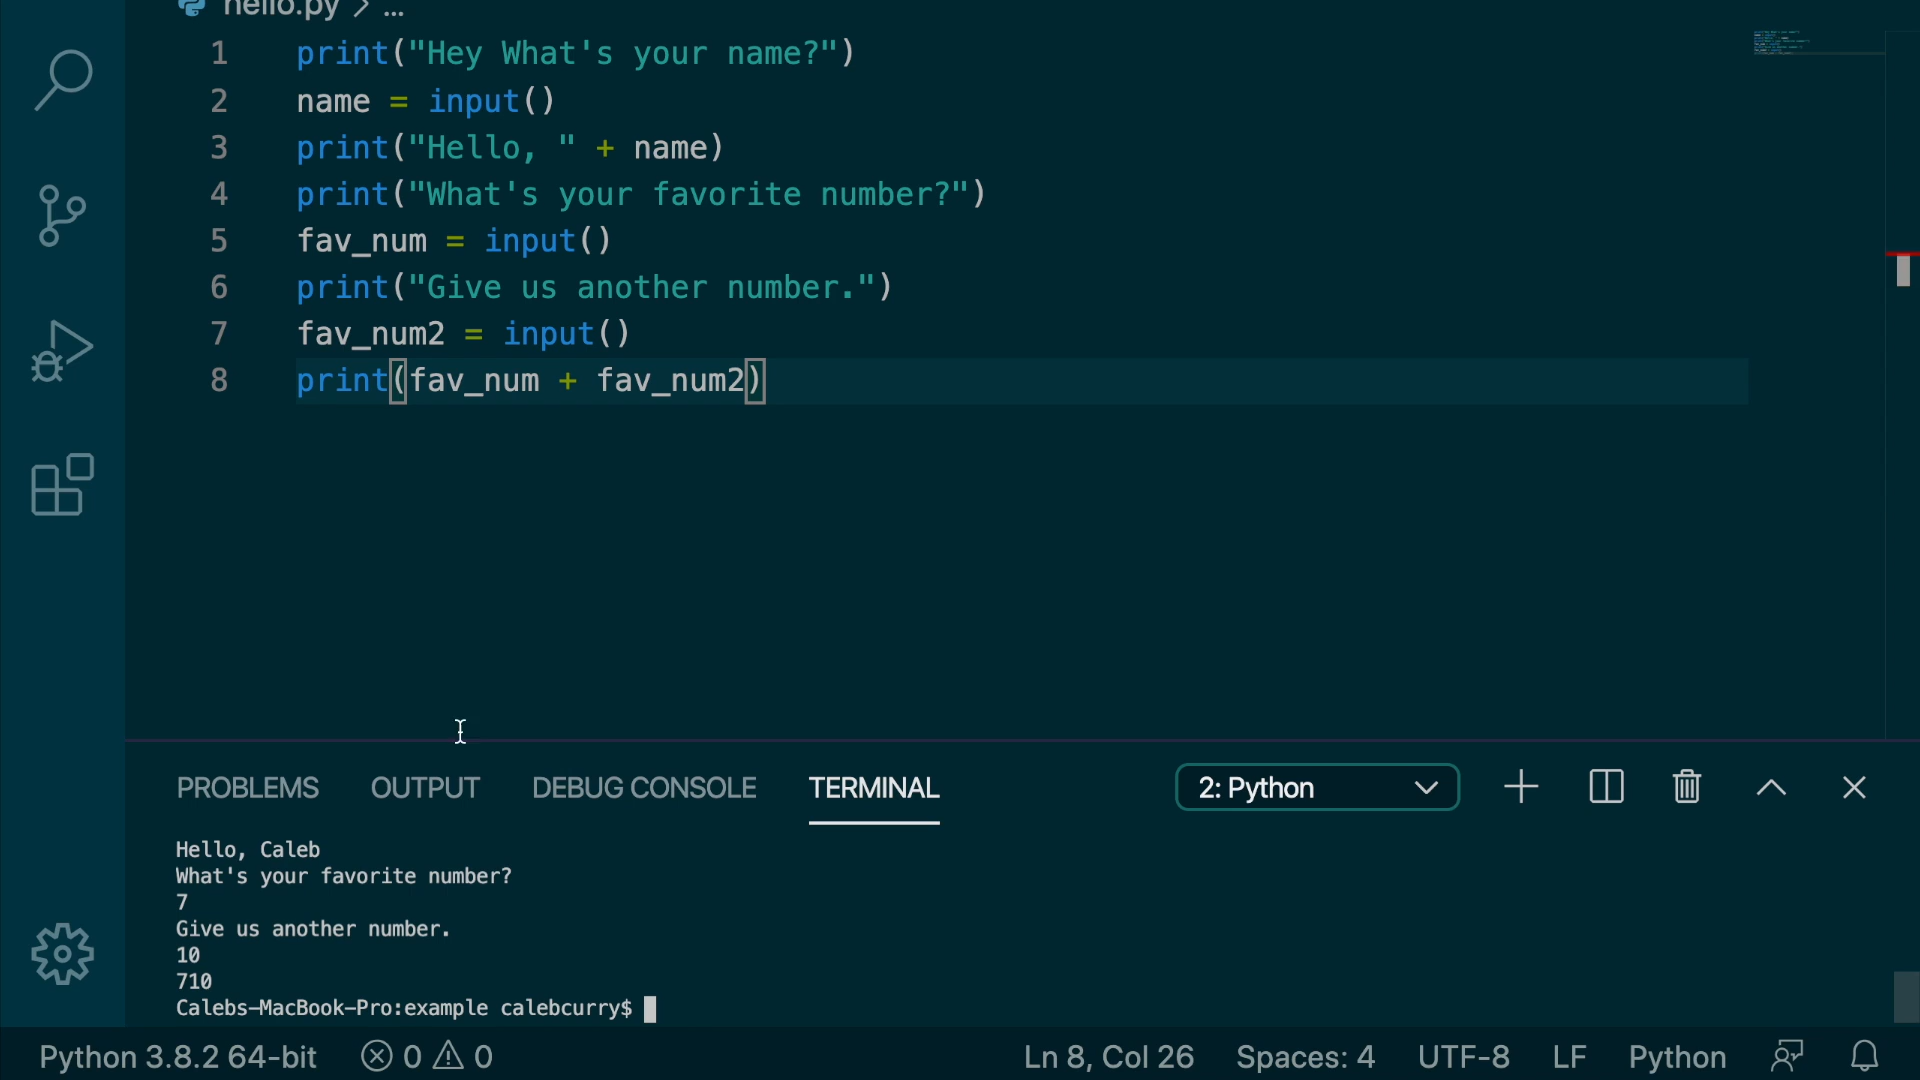 hello.py > ...
1 print("Hey What's your name?")
2 name = input()
3 print("Hello, " + name)
4 print("What's your favorite number?")
5 fav_num = input()
6 print("Give us another number.")
7 fav_num2 = input()
8 print(fav_num + fav_num2)
PROBLEMS OUTPUT DEBUG CONSOLE TERMINAL 2: Python
Hello, Caleb
What's your favorite number?
7
Give us another number.
10
710
Calebs-MacBook-Pro:example calebcurry$
Python 3.8.2 64-bit 0 0 Ln 8, Col 26 Spaces: 4 UTF-8 LF Python